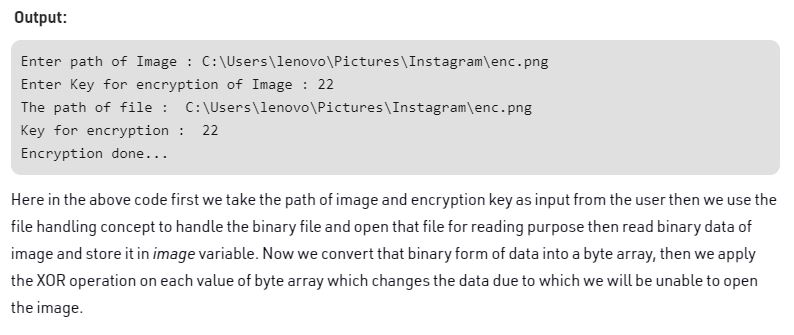 Output:
Enter path of Image : C:\Users\lenovo\Pictures\Instagram\enc.png
Enter Key for encryption of Image : 22
The path of file :  C:\Users\lenovo\Pictures\Instagram\enc.png
Key for encryption :  22
Encryption done...
Here in the above code first we take the path of image and encryption key as input from the user then we use the
file handling concept to handle the binary file and open that file for reading purpose then read binary data of
image and store it in image variable. Now we convert that binary form of data into a byte array, then we apply
the XOR operation on each value of byte array which changes the data due to which we will be unable to open
the image.